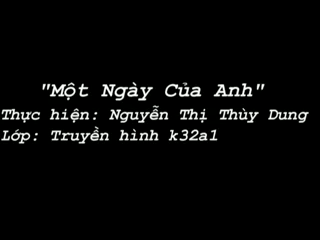 "Một Ngày Của Anh"
Thực hiện: Nguyễn Thị Thùy Dung
Lớp: Truyền hình k32a1